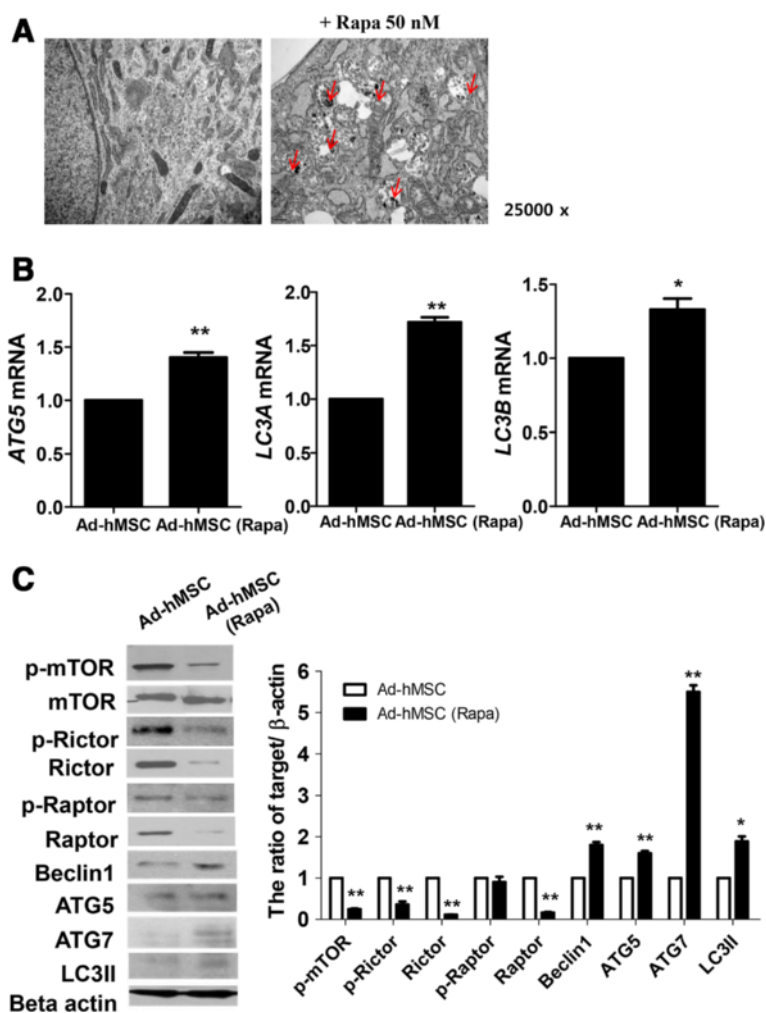 A
+ Rapa 50 nM
25000 x
B
ATG5 mRNA
2.0
1.5
1.0
0.5
0.0
**
Ad-hMSC Ad-hMSC (Rapa)
LC3A mRNA
2.0
1.5
1.0
0.5
0.0
**
Ad-hMSC Ad-hMSC (Rapa)
LC3B mRNA
1.5
1.0
0.5
0.0
*
Ad-hMSC Ad-hMSC (Rapa)
C
Ad-hMSC
Ad-hMSC
(Rapa)
p-mTOR
mTOR
p-Rictor
Rictor
p-Raptor
Raptor
Beclin1
ATG5
ATG7
LC3II
Beta actin
The ratio of target/ β-actin
6
5
4
3
2
1
0
Ad-hMSC
Ad-hMSC (Rapa)
**
**
**
**
**
**
**
*
p-mTOR
p-Rictor
Rictor
p-Raptor
Raptor
Beclin1
ATG5
ATG7
LC3II